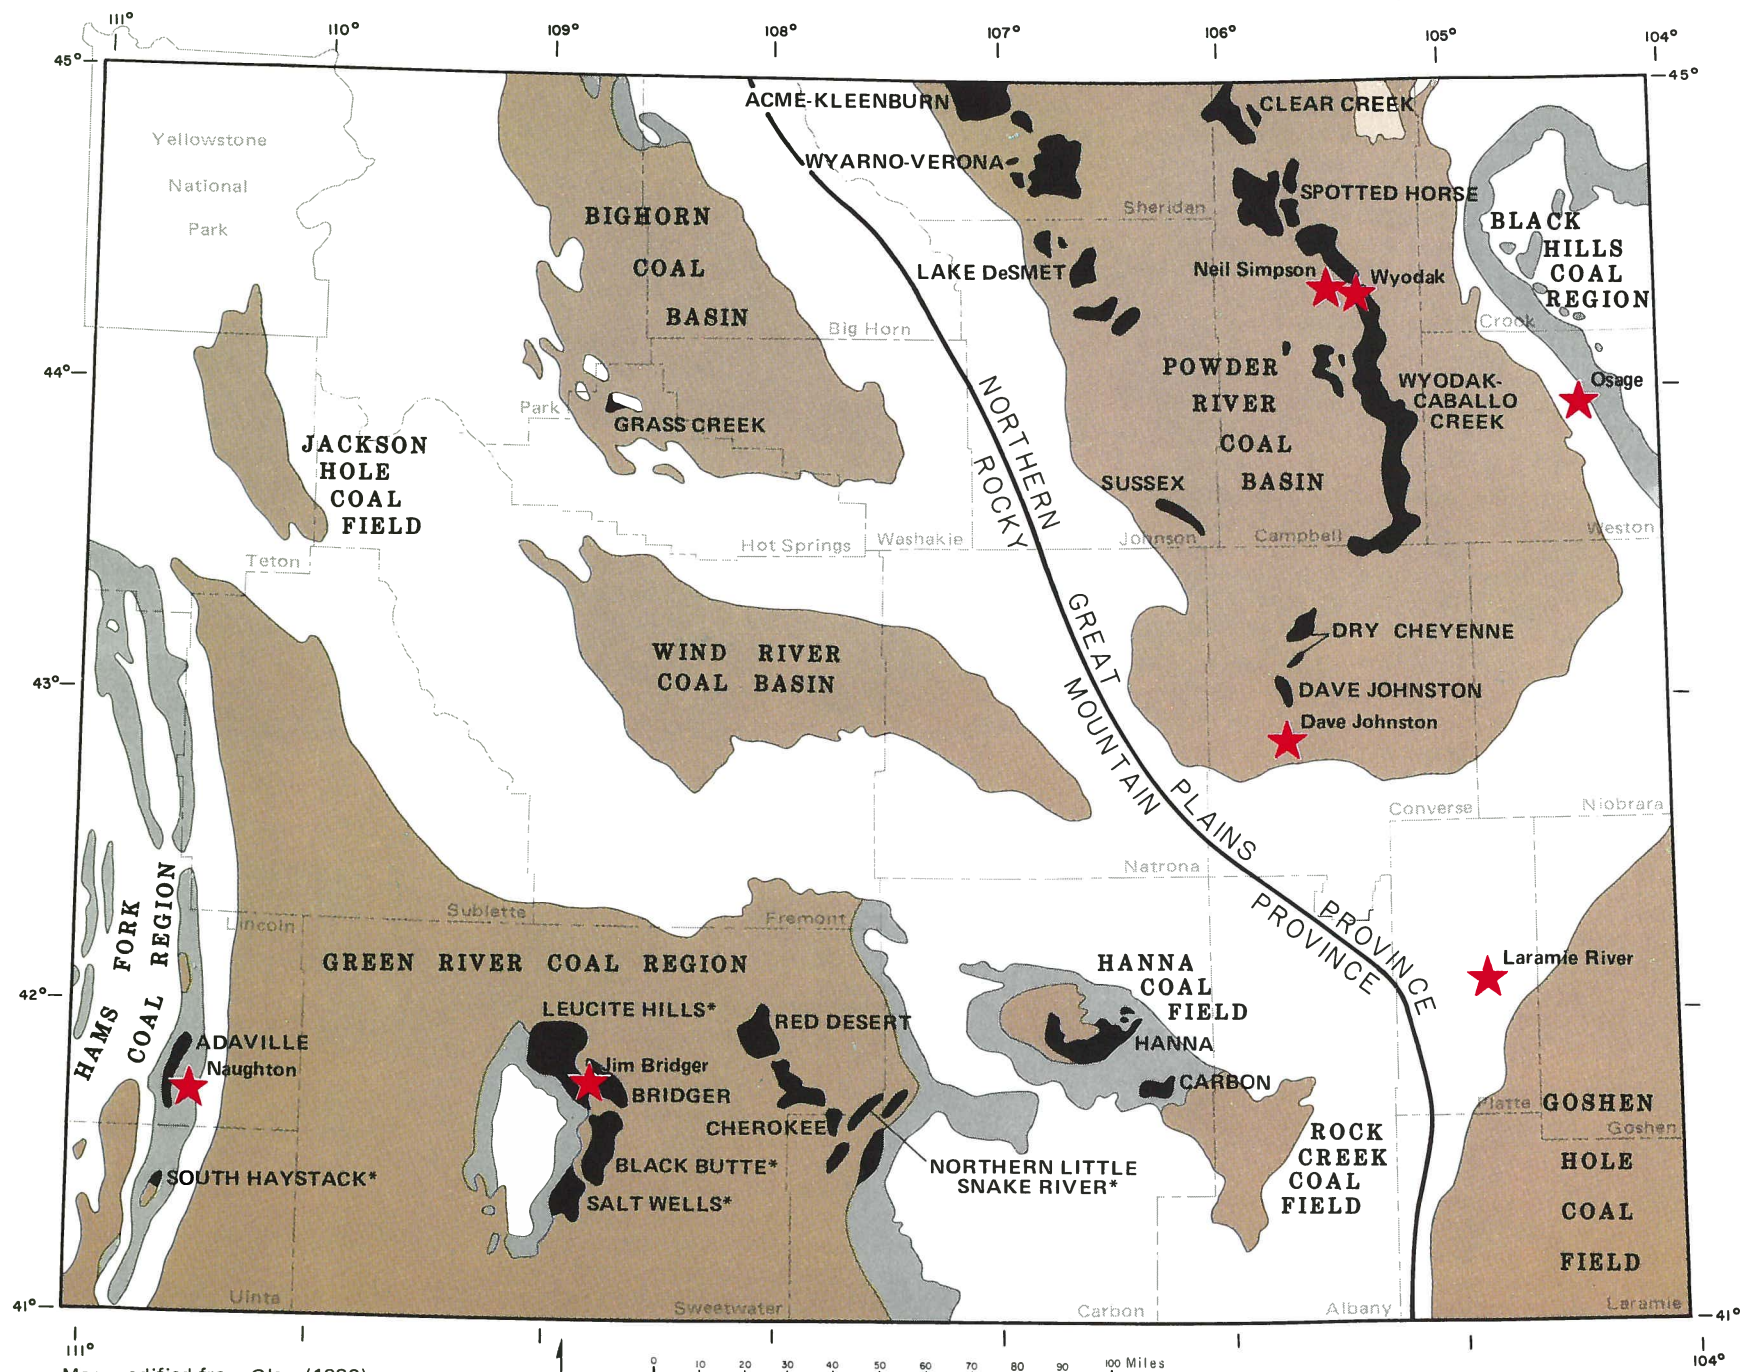 111°
110°
109°
108°
107°
106°
105°
104°
45°
45°
ACME-KLEENBURN
CLEAR CREEK
Yellowstone
National
Park
WYARNO-VERONA
SPOTTED HORSE
Sheridan
BIGHORN
COAL
BASIN
BLACK
HILLS
COAL
REGION
LAKE DeSMET
Neil Simpson
Wyodak
Big Horn
Crook
44°
POWDER
RIVER
COAL
BASIN
WYODAK-
CABALLO
CREEK
Osage
Park
GRASS CREEK
JACKSON
HOLE
COAL
FIELD
NORTHERN
ROCKY
SUSSEX
Hot Springs
Washakie
Johnson
Campbell
Weston
Teton
GREAT
MOUNTAIN
DRY CHEYENNE
WIND RIVER
COAL BASIN
43°
DAVE JOHNSTON
Dave Johnston
PLAINS
Converse
Niobrara
Natrona
PROVINCE
PROVINCE
HAMS FORK
COAL REGION
Lincoln
Sublette
Fremont
GREEN RIVER COAL REGION
HANNA
COAL
FIELD
Laramie River
42°
LEUCITE HILLS*
RED DESERT
HANNA
ADAVILLE
Naughton
Jim Bridger
BRIDGER
CARBON
CHEROKEE
Platte
GOSHEN
Goshen
HOLE
COAL
FIELD
ROCK
CREEK
COAL
FIELD
SOUTH HAYSTACK*
BLACK BUTTE*
SALT WELLS*
NORTHERN LITTLE
SNAKE RIVER*
Uinta
Sweetwater
Carbon
Albany
Laramie
41°
41°
111°
104°
0 10 20 30 40 50 60 70 80 90 100 Miles